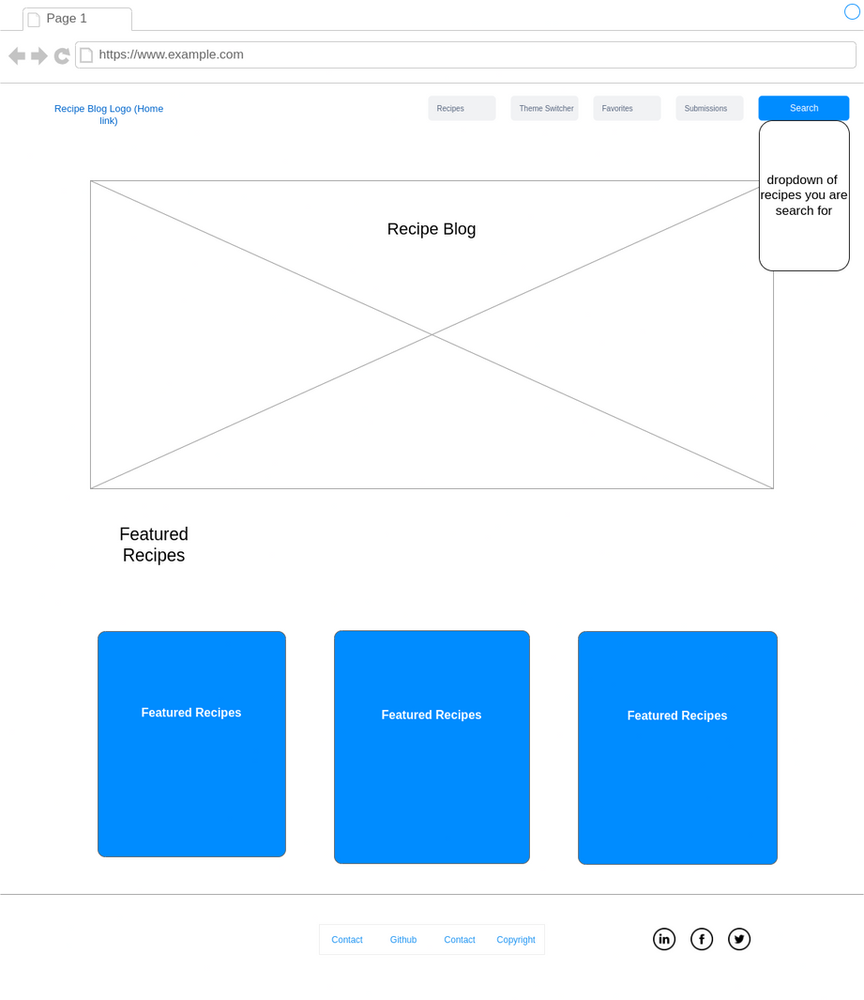 Page 1
https://www.example.com
Recipe Blog Logo (Home
link)
Recipes
Theme Switcher
Favorites
Submissions
Search
dropdown of
recipes you are
search for
Recipe Blog
Featured
Recipes
Featured Recipes
Featured Recipes
Featured Recipes
Contact
Github
Contact
Copyright
in
f